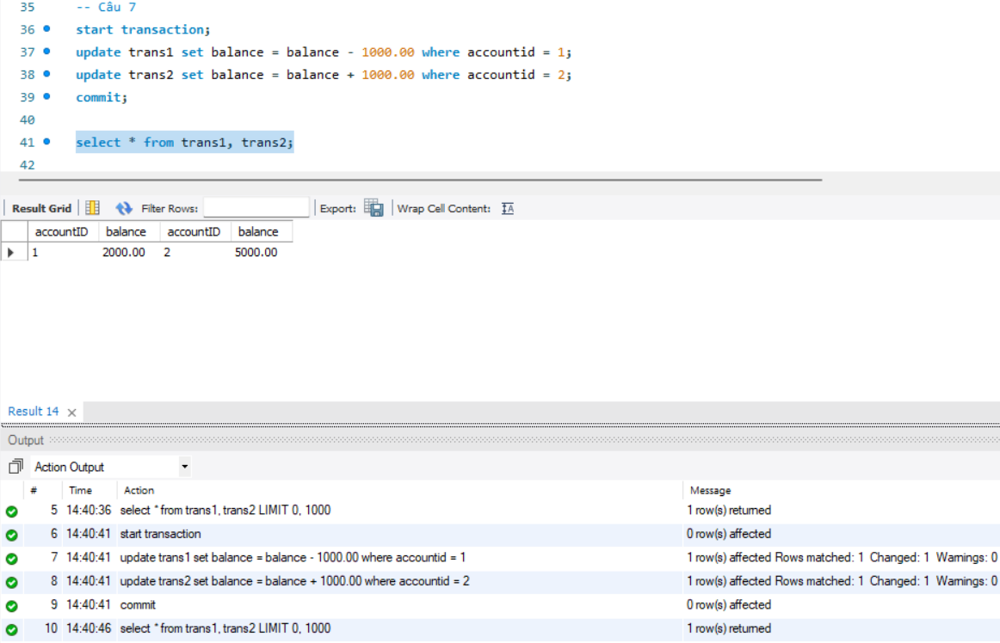 35 -- Câu 7
36 start transaction;
37 update trans1 set balance = balance - 1000.00 where accountid = 1;
38 update trans2 set balance = balance + 1000.00 where accountid = 2;
39 commit;
40
41 select * from trans1, trans2;
42
Result Grid Filter Rows: Export: Wrap Cell Content: IA
accountID balance accountID balance
1 2000.00 2 5000.00
Result 14 ×
Output
Action Output
# Time Action Message
5 14:40:36 select * from trans1, trans2 LIMIT 0, 1000 1 row(s) returned
6 14:40:41 start transaction 0 row(s) affected
7 14:40:41 update trans1 set balance = balance - 1000.00 where accountid = 1 1 row(s) affected Rows matched: 1 Changed: 1 Warnings: 0
8 14:40:41 update trans2 set balance = balance + 1000.00 where accountid = 2 1 row(s) affected Rows matched: 1 Changed: 1 Warnings: 0
9 14:40:41 commit 0 row(s) affected
10 14:40:46 select * from trans1, trans2 LIMIT 0, 1000 1 row(s) returned